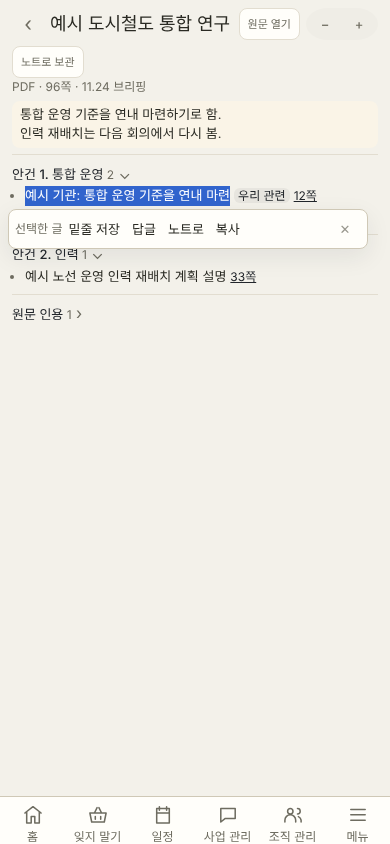 예시 도시철도 통합 연구 원문 열기 − +
노트로 보관
PDF · 96쪽 · 11.24 브리핑
통합 운영 기준을 연내 마련하기로 함.
인력 재배치는 다음 회의에서 다시 봄.
안건 1. 통합 운영 2
• 예시 기관: 통합 운영 기준을 연내 마련 우리 관련 12쪽
선택한 글 밑줄 저장 답글 노트로 복사 ×
안건 2. 인력 1
• 예시 노선 운영 인력 재배치 계획 설명 33쪽
원문 인용 1
홈 잊지 말기 일정 사업 관리 조직 관리 메뉴